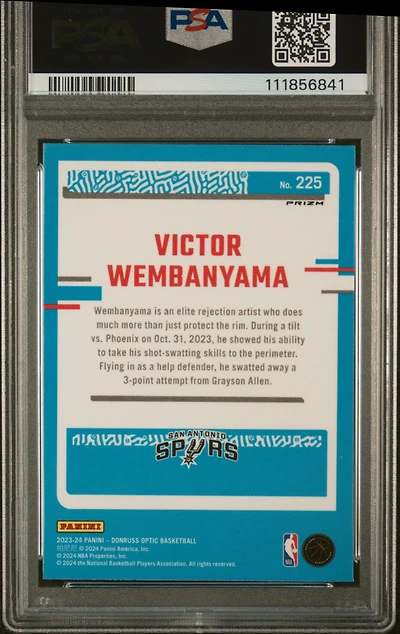 PSA
PSA
111856841
No. 225
PRIZM
VICTOR
WEMBANYAMA
Wembanyama is an elite rejection artist who does
much more than just protect the rim. During a tilt
vs. Phoenix on Oct. 31, 2023, he showed his ability
to take his shot-swatting skills to the perimeter.
Flying in as a help defender, he swatted away a
3-point attempt from Grayson Allen.
SAN ANTONIO
SPURS
PANINI
2023-24 PANINI – DONRUSS OPTIC BASKETBALL
© 2024 Panini America, Inc.
© 2024 NBA Properties, Inc.
© 2024 the National Basketball Players Association. All rights reserved.